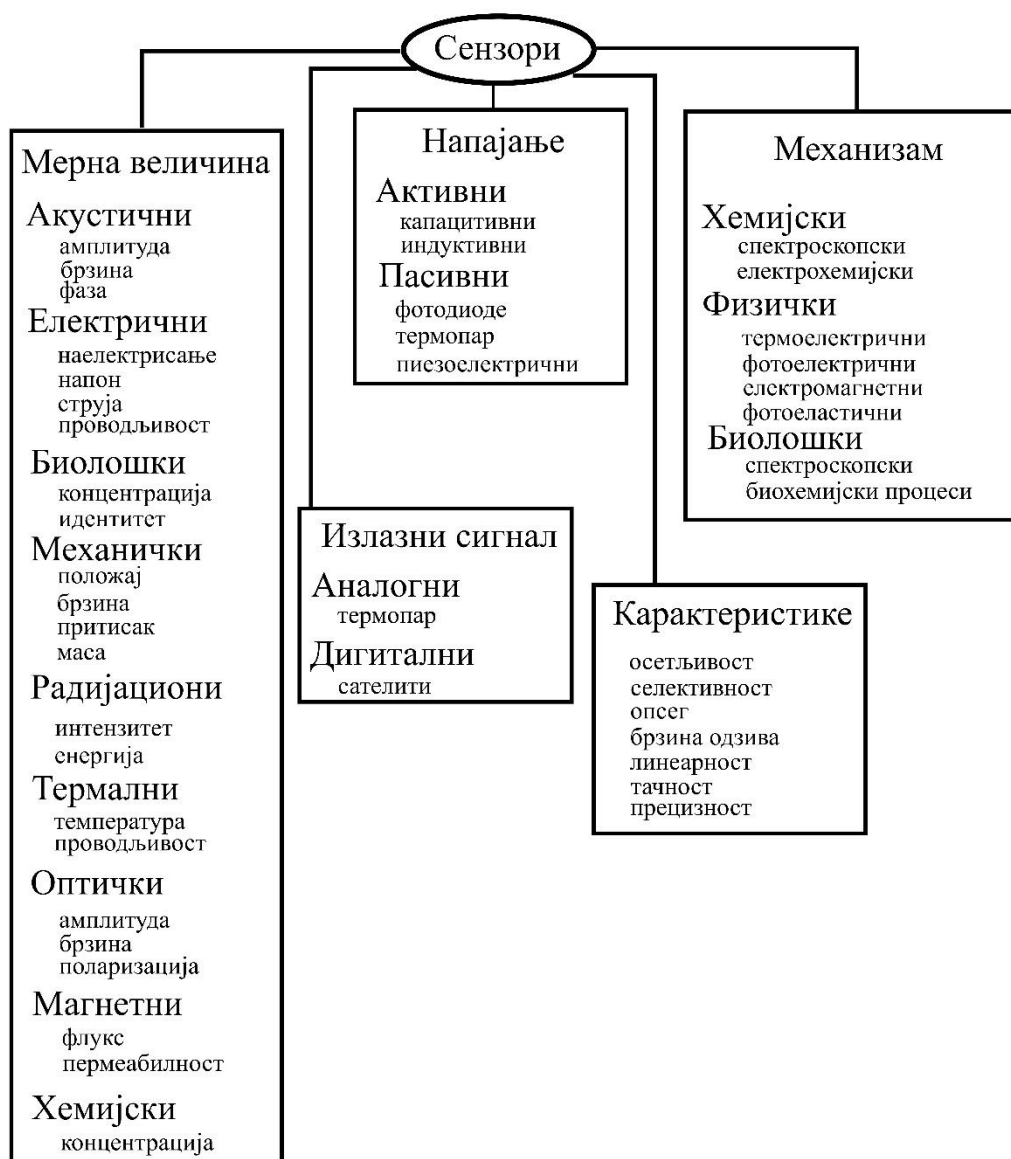 Сензори
Мерна величина
Акустични
амплитуда
брзина
фаза
Електрични
наелектрисање
напон
струја
проводљивост
Биолошки
концентрација
идентитет
Механички
положај
брзина
притисак
маса
Радијациони
интензитет
енергија
Термални
температура
проводљивост
Оптички
амплитуда
брзина
поларизација
Магнетни
флукс
пермеабилност
Хемијски
концентрација
Напајање
Активни
капацитивни
индуктивни
Пасивни
фотодиоде
термопар
пиезоелектрични
Излазни сигнал
Аналогни
термопар
Дигитални
сателити
Карактеристике
осетљивост
селективност
опсег
брзина одзива
линеарност
тачност
прецизност
Механизам
Хемијски
спектроскопски
електрохемијски
Физички
термоелектрични
фотоелектрични
електромагнетни
фотоеластични
Биолошки
спектроскопски
биохемијски процеси